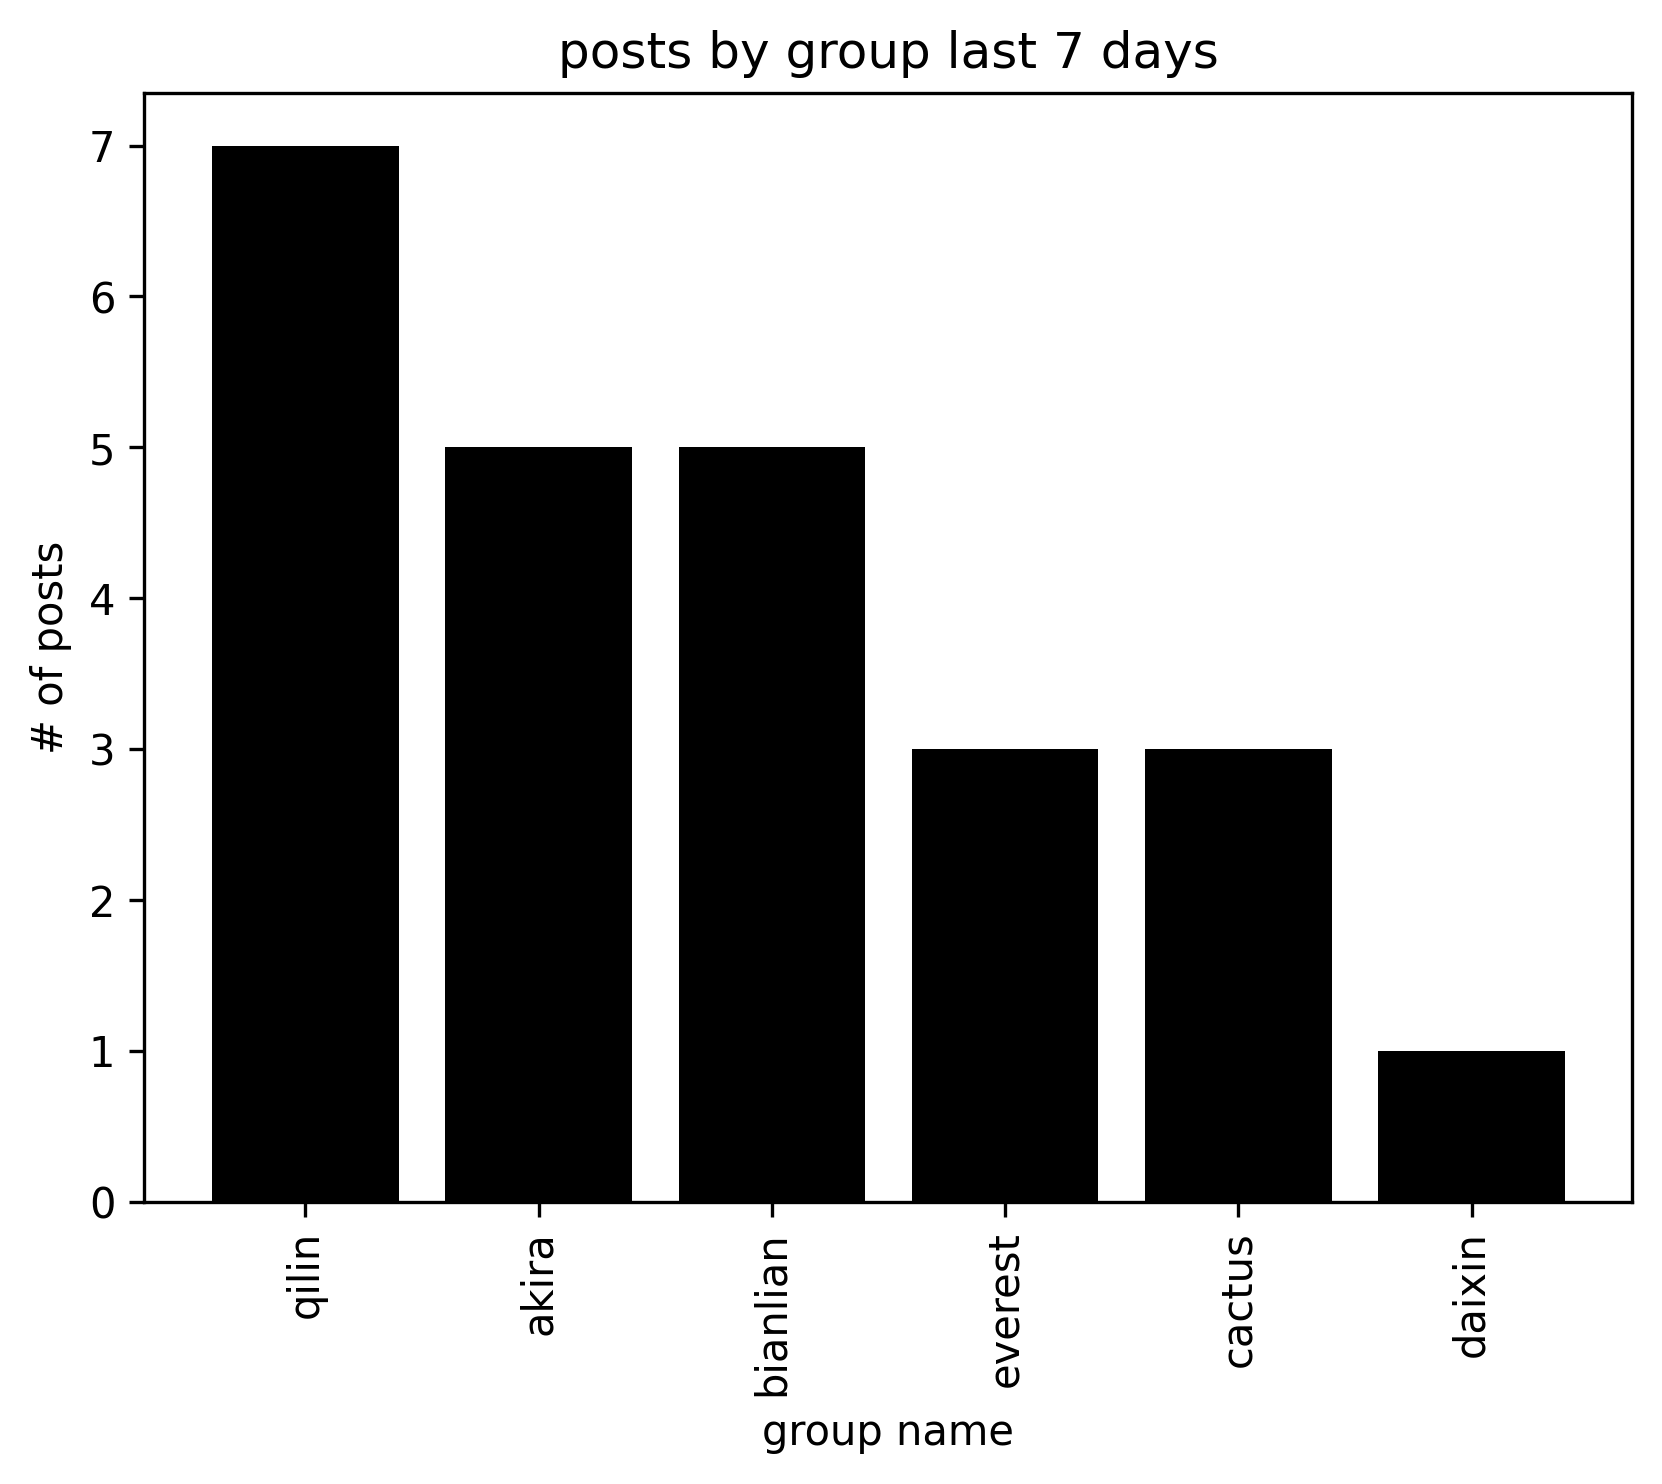 posts by group last 7 days
7
6
5
4
3
2
1
0
# of posts
qilin
akira
bianlian
everest
cactus
daixin
group name